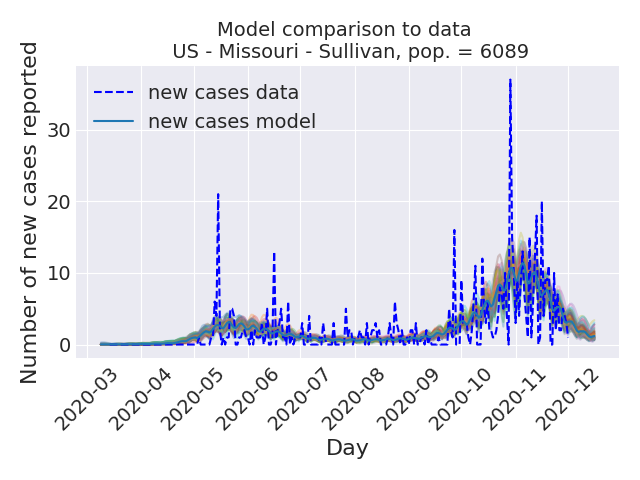 Model comparison to data
US - Missouri - Sullivan, pop. = 6089
Number of new cases reported
new cases data
new cases model
30
20
10
0
2020-03
2020-04
2020-05
2020-06
2020-07
2020-08
2020-09
2020-10
2020-11
2020-12
Day